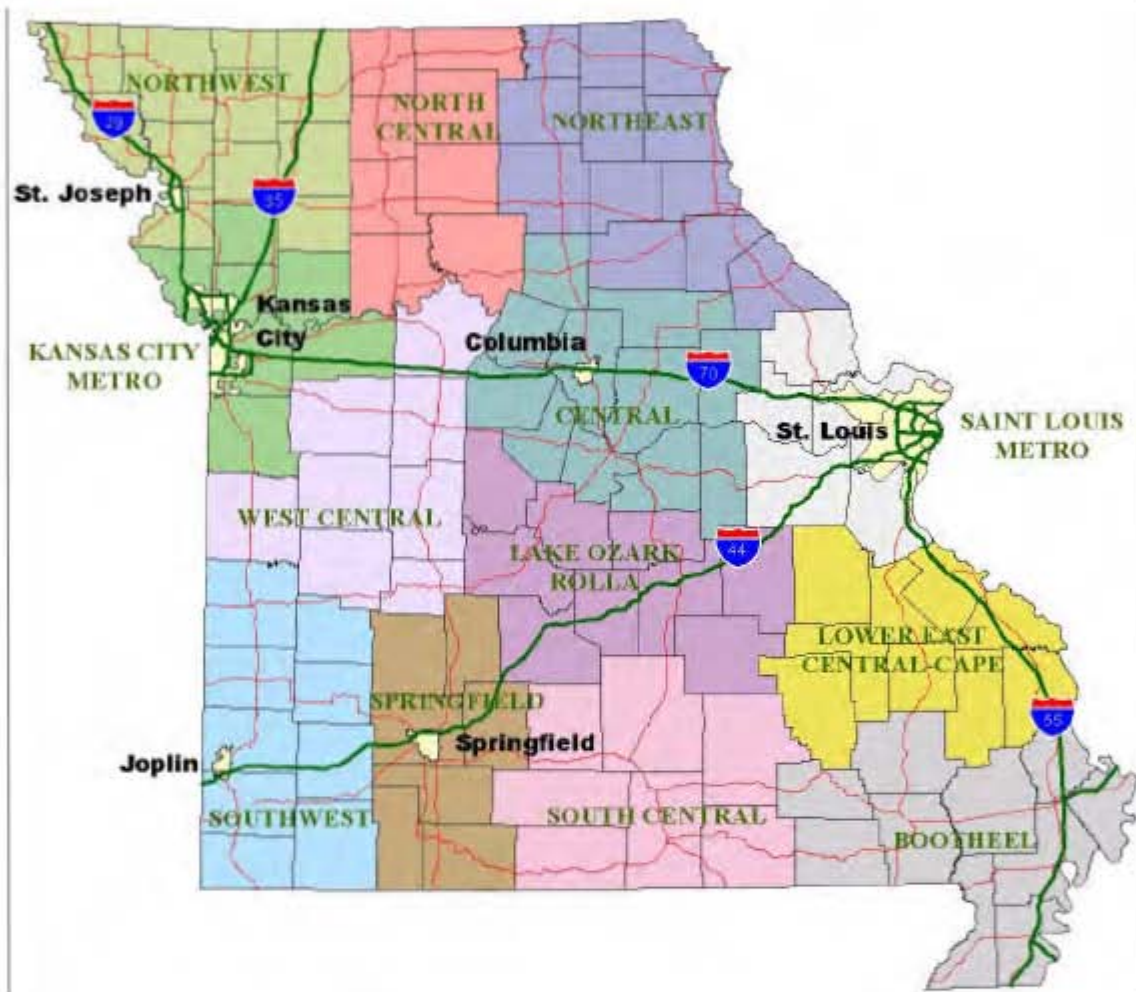 NORTHWEST
NORTH
CENTRAL
NORTHEAST
29
St. Joseph
35
Kansas
City
KANSAS CITY
METRO
Columbia
70
CENTRAL
St. Louis
SAINT LOUIS
METRO
WEST CENTRAL
LAKE OZARK
ROLLA
44
LOWER EAST
CENTRAL-CAPE
SPRINGFIELD
55
Joplin
Springfield
SOUTHWEST
SOUTH CENTRAL
BOOTHEEL